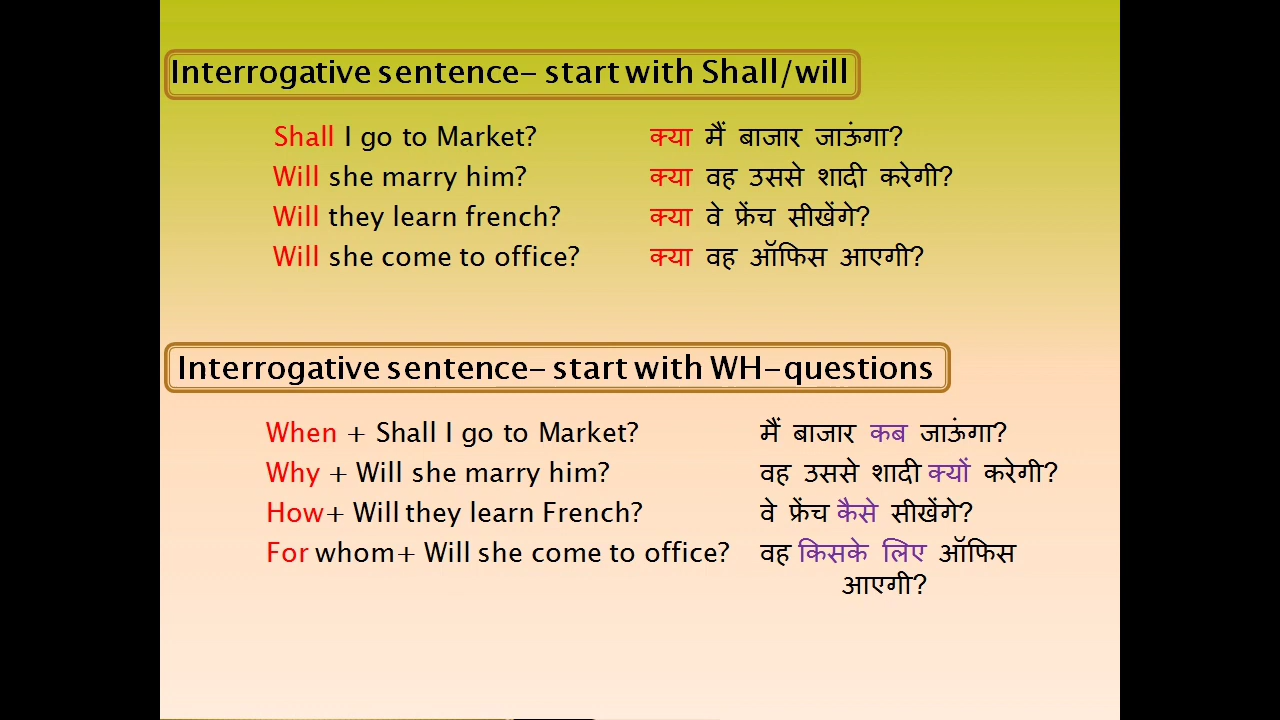 Interrogative sentence- start with Shall/will
Shall I go to Market? क्या मैं बाजार जाऊंगा?
Will she marry him? क्या वह उससे शादी करेगी?
Will they learn french? क्या वे फ्रेंच सीखेंगे?
Will she come to office? क्या वह ऑफिस आएगी?
Interrogative sentence- start with WH-questions
When + Shall I go to Market? मैं बाजार कब जाऊंगा?
Why + Will she marry him? वह उससे शादी क्यों करेगी?
How+ Will they learn French? वे फ्रेंच कैसे सीखेंगे?
For whom+ Will she come to office? वह किसके लिए ऑफिस
आएगी?